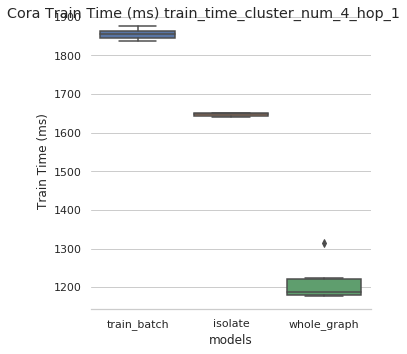 Cora Train Time (ms) train_time_cluster_num_4_hop_1
1900
1800
1700
1600
1500
1400
1300
1200
Train Time (ms)
train_batch isolate whole_graph
models